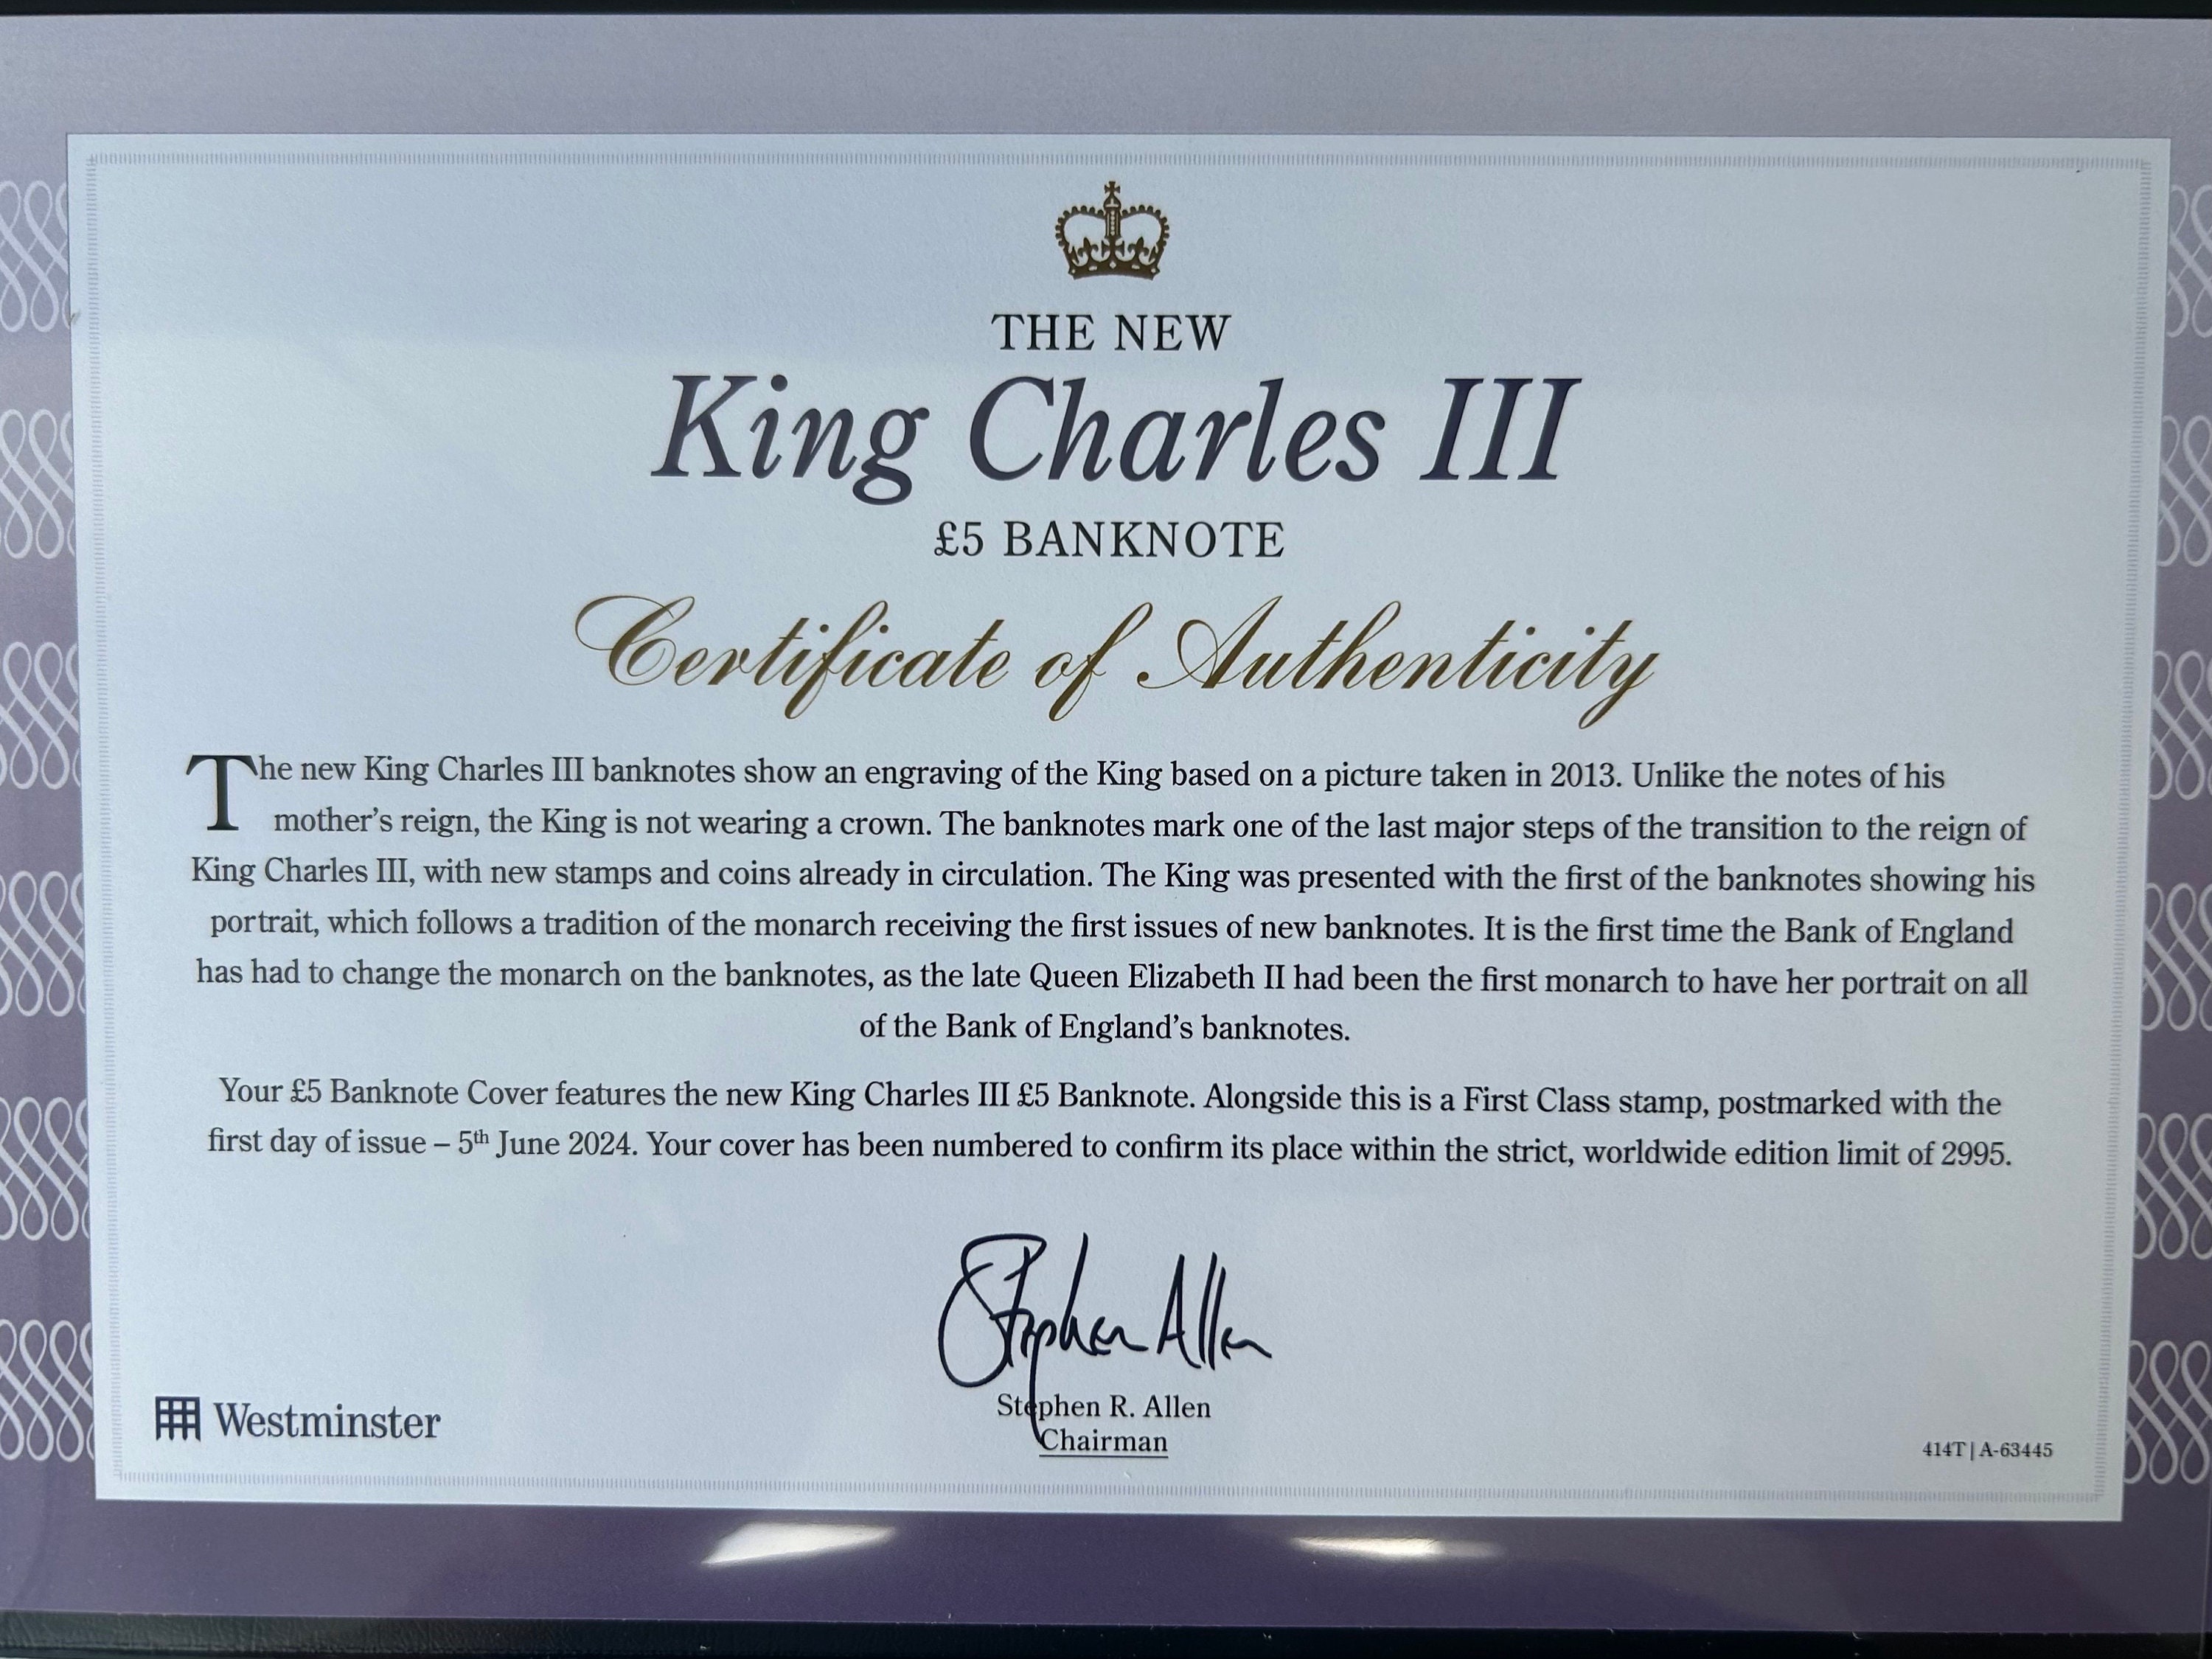 THE NEW
King Charles III
£5 BANKNOTE
Certificate of Authenticity
The new King Charles III banknotes show an engraving of the King based on a picture taken in 2013. Unlike the notes of his
mother's reign, the King is not wearing a crown. The banknotes mark one of the last major steps of the transition to the reign of
King Charles III, with new stamps and coins already in circulation. The King was presented with the first of the banknotes showing his
portrait, which follows a tradition of the monarch receiving the first issues of new banknotes. It is the first time the Bank of England
has had to change the monarch on the banknotes, as the late Queen Elizabeth II had been the first monarch to have her portrait on all
of the Bank of England's banknotes.
Your £5 Banknote Cover features the new King Charles III £5 Banknote. Alongside this is a First Class stamp, postmarked with the
first day of issue – 5th June 2024. Your cover has been numbered to confirm its place within the strict, worldwide edition limit of 2995.
Stephen Allen
Stephen R. Allen
Chairman
Westminster
414T | A-63445